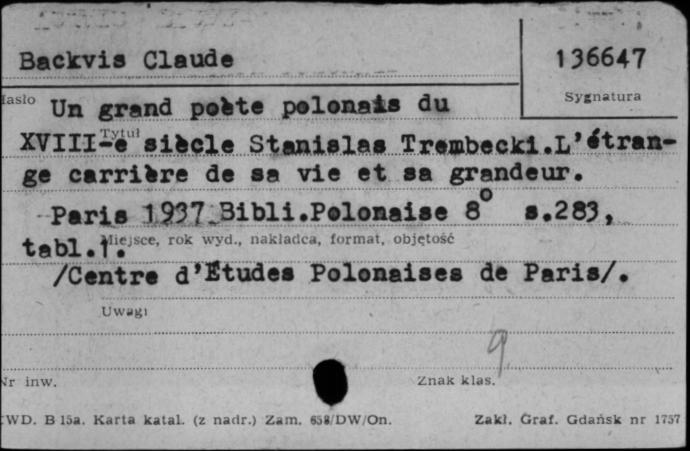 Backvis Claude
136647
Hasło
Sygnatura
Un grand poète polonais du
Tytuł
XVIII-e siècle Stanislas Trembecki.L'étran-
ge carrière de sa vie et sa grandeur.
Paris 1937 Bibli.Polonaise 8° s.283,
Miejsce, rok wyd., nakładca, format, objętość
tabl.1.
/Centre d'Études Polonaises de Paris/.
Uwagi
9
Nr inw.
Znak klas.
WD. B 15a. Karta katal. (z nadr.) Zam. 658/DW/On.
Zakł. Graf. Gdańsk nr 1757